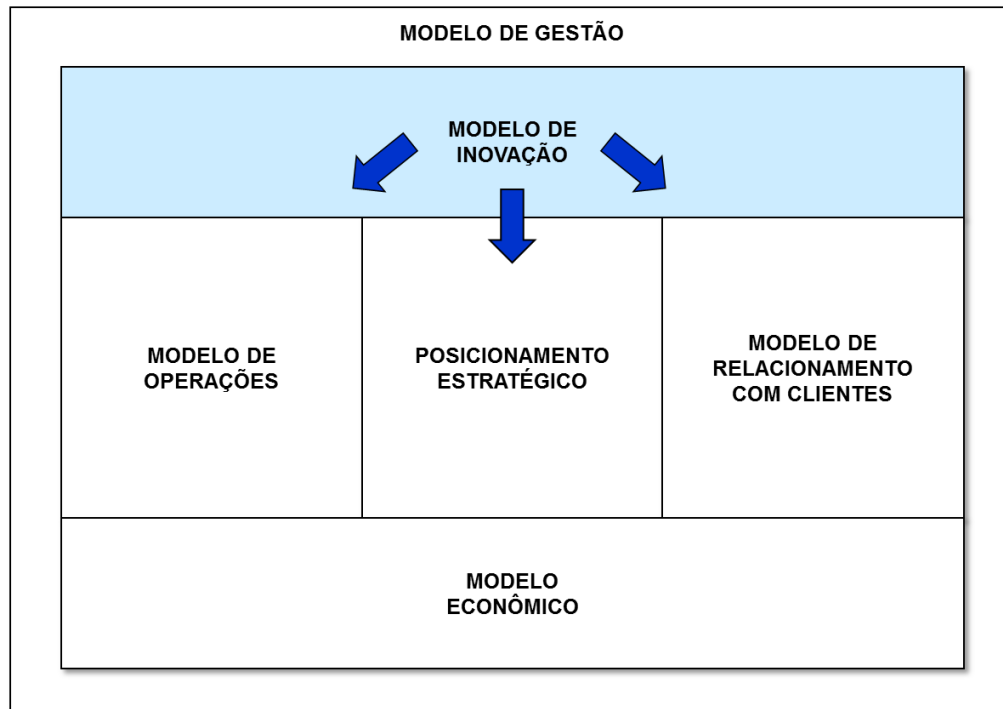 MODELO DE GESTÃO
MODELO DE
INOVAÇÃO
MODELO DE
OPERAÇÕES
POSICIONAMENTO
ESTRATÉGICO
MODELO DE
RELACIONAMENTO
COM CLIENTES
MODELO
ECONÔMICO